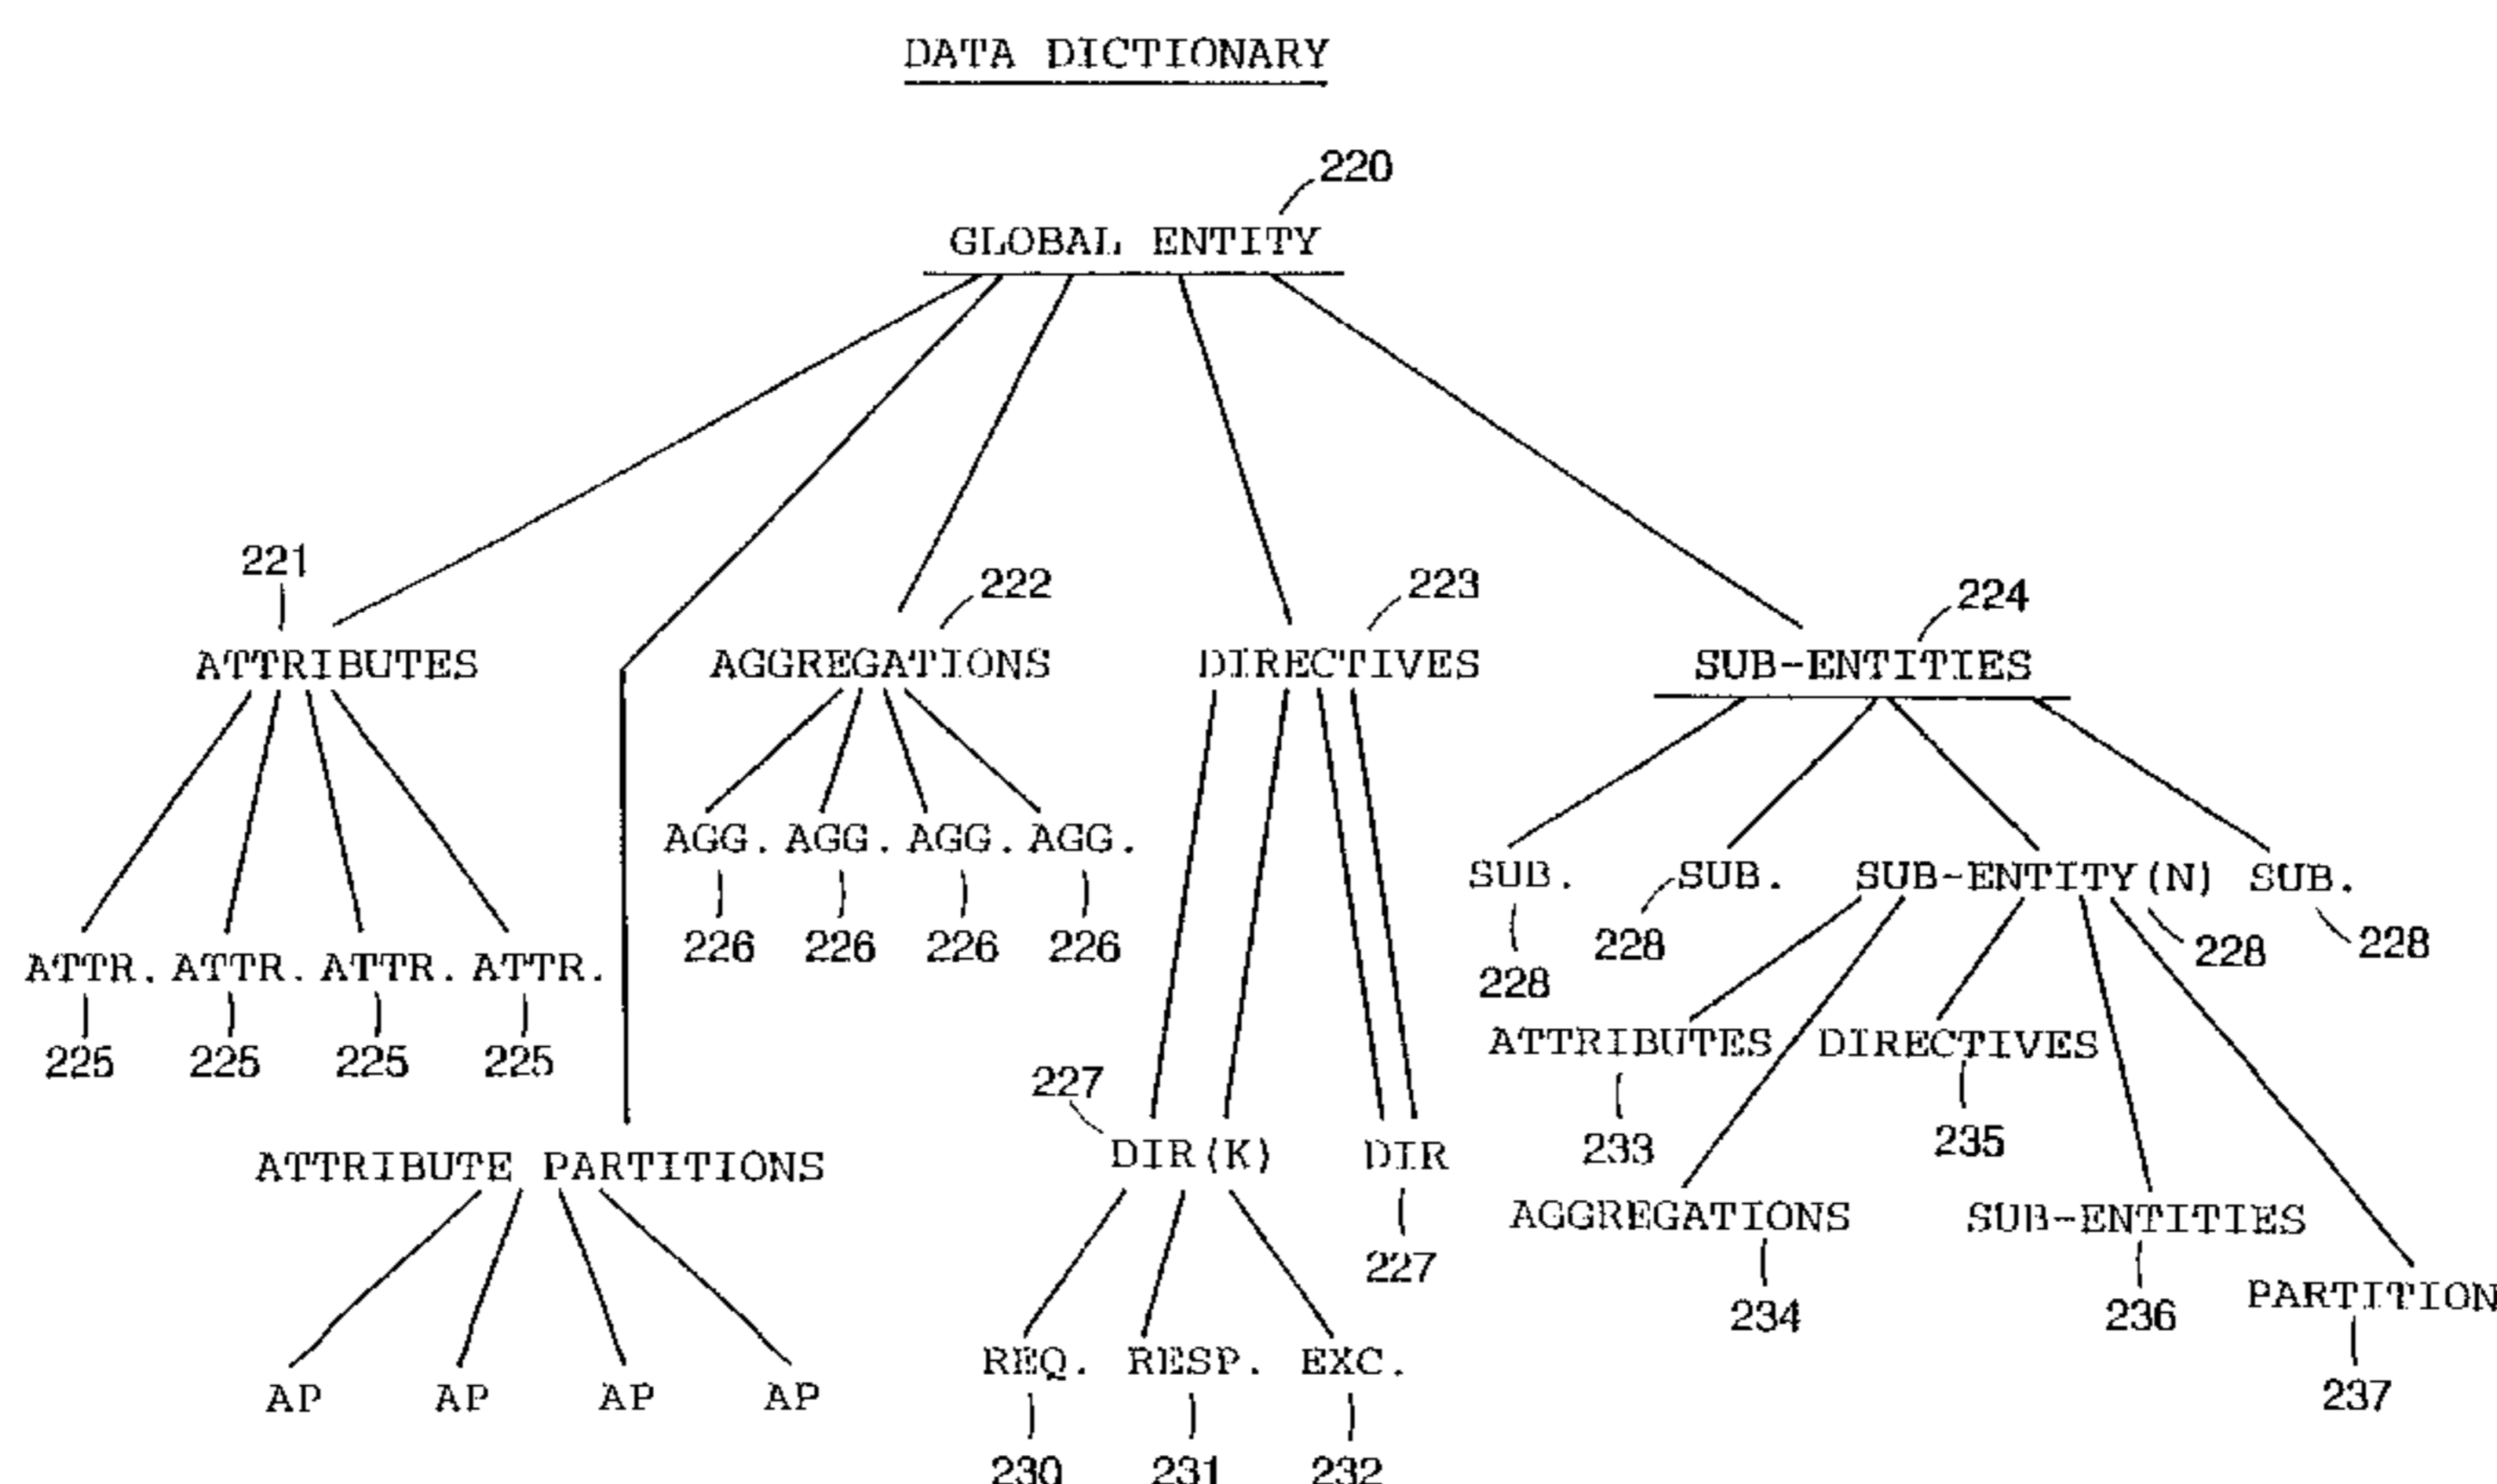 DATA DICTIONARY
220
GLOBAL ENTITY
221
222
223
224
ATTRIBUTES
AGGREGATIONS
DIRECTIVES
SUB-ENTITIES
AGG. AGG. AGG. AGG.
226 226 226 226
SUB. SUB. SUB-ENTITY(N) SUB.
228 228 228 228
ATTR. ATTR. ATTR. ATTR.
225 225 225 225
ATTRIBUTES DIRECTIVES
233 235
227
DIR(K) DIR
227
ATTRIBUTE PARTITIONS
AGGREGATIONS SUB-ENTITIES
234 236
PARTITION
237
REQ. RESP. EXC.
230 231 232
AP AP AP AP